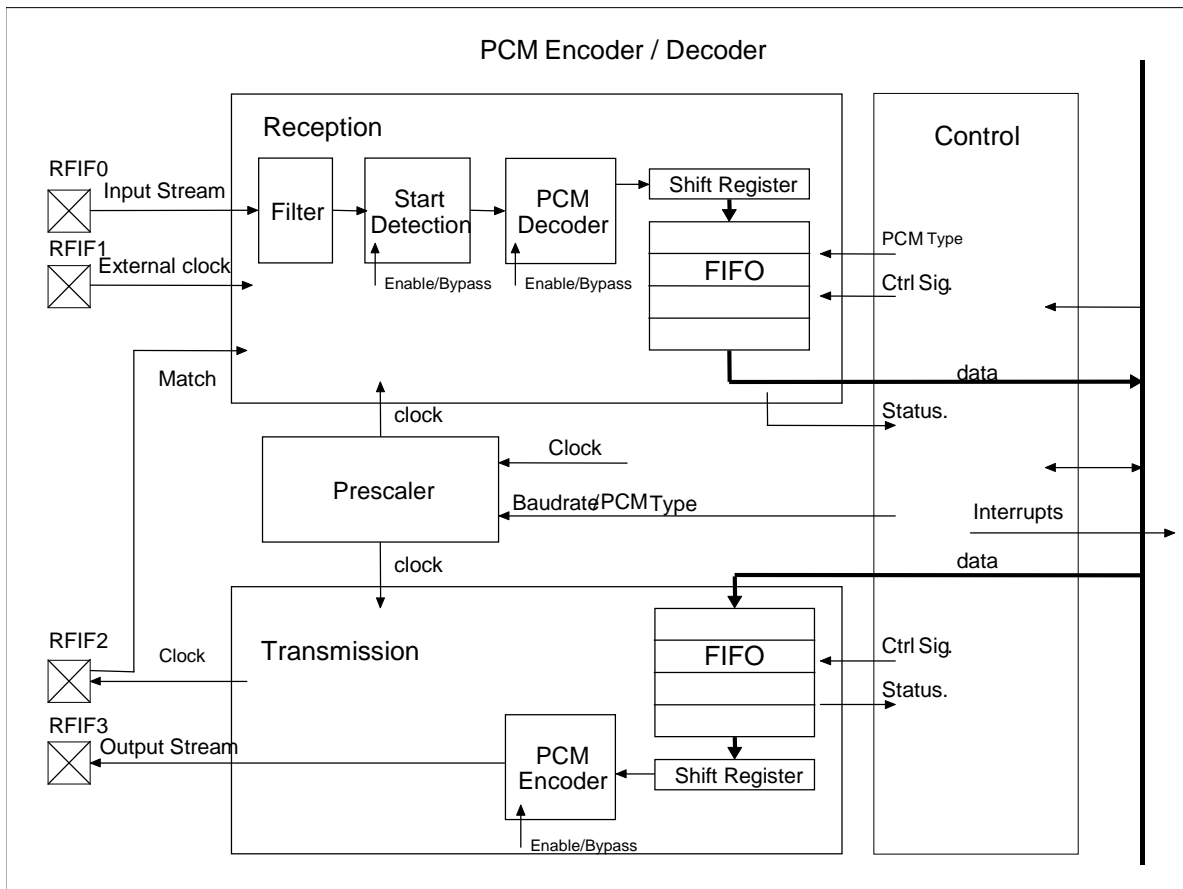 PCM Encoder / Decoder
Reception
Control
RFIF0
Input Stream
Filter
Start
Detection
PCM
Decoder
Shift Register
RFIF1
External clock
Enable/Bypass
Enable/Bypass
FIFO
PCM Type
Ctrl Sig.
Match
data
clock
Status.
Clock
Prescaler
Baudrate/PCM Type
Interrupts
clock
data
RFIF2
Clock
Transmission
FIFO
Ctrl Sig.
Status.
RFIF3
Output Stream
PCM
Encoder
Shift Register
Enable/Bypass